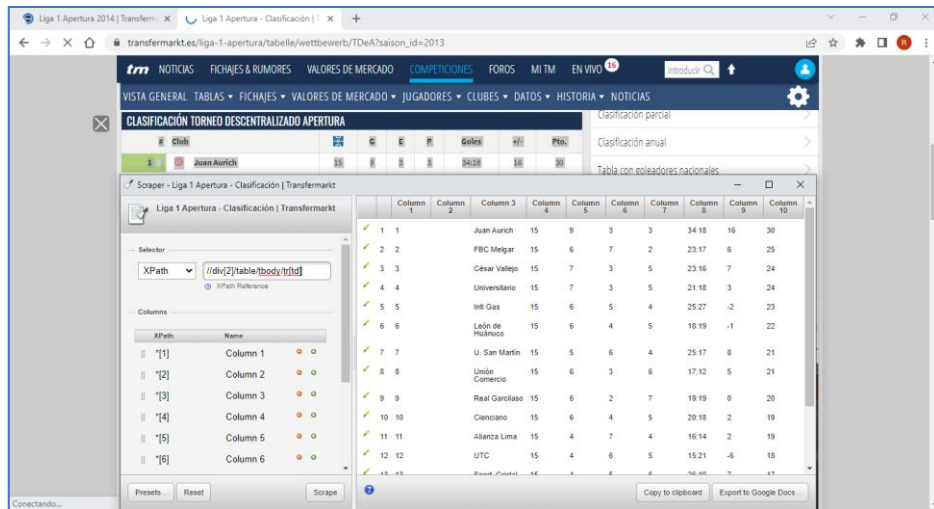 Liga 1 Apertura 2014 | Transferm
Liga 1 Apertura - Clasificación | T
transfermarkt.es/liga-1-apertura/tabelle/wettbewerb/TDeA?saison_id=2013
R
tm NOTICIAS FICHAJES & RUMORES VALORES DE MERCADO COMPETICIONES FOROS MI TM EN VIVO 16 Introducir
VISTA GENERAL TABLAS FICHAJES VALORES DE MERCADO JUGADORES CLUBES DATOS HISTORIA NOTICIAS
CLASIFICACIÓN TORNEO DESCENTRALIZADO APERTURA
Clasificación parcial
# Club G E P Goles +/- Pto.
Clasificación anual
1 Juan Aurich 15 9 3 3 34:18 16 30
Tabla con goleadores nacionales
Scraper - Liga 1 Apertura - Clasificación | Transfermarkt
Liga 1 Apertura - Clasificación | Transfermarkt
Selector
XPath //div[2]/table/tbody/tr[td]
XPath Reference
Columns
XPath Name
*[1] Column 1
*[2] Column 2
*[3] Column 3
*[4] Column 4
*[5] Column 5
*[6] Column 6
Presets... Reset Scrape
Column 1 Column 2 Column 3 Column 4 Column 5 Column 6 Column 7 Column 8 Column 9 Column 10
1 1 Juan Aurich 15 9 3 3 34:18 16 30
2 2 FBC Melgar 15 6 7 2 23:17 6 25
3 3 César Vallejo 15 7 3 5 23:16 7 24
4 4 Universitario 15 7 3 5 21:18 3 24
5 5 Inti Gas 15 6 5 4 25:27 -2 23
6 6 León de Huánuco 15 6 4 5 18:19 -1 22
7 7 U. San Martín 15 5 6 4 25:17 8 21
8 8 Unión Comercio 15 6 3 6 17:12 5 21
9 9 Real Garcilaso 15 6 2 7 19:19 0 20
10 10 Cienciano 15 6 4 5 20:18 2 19
11 11 Alianza Lima 15 4 7 4 16:14 2 19
12 12 UTC 15 4 6 5 15:21 -6 18
Copy to clipboard Export to Google Docs...
Conectando...